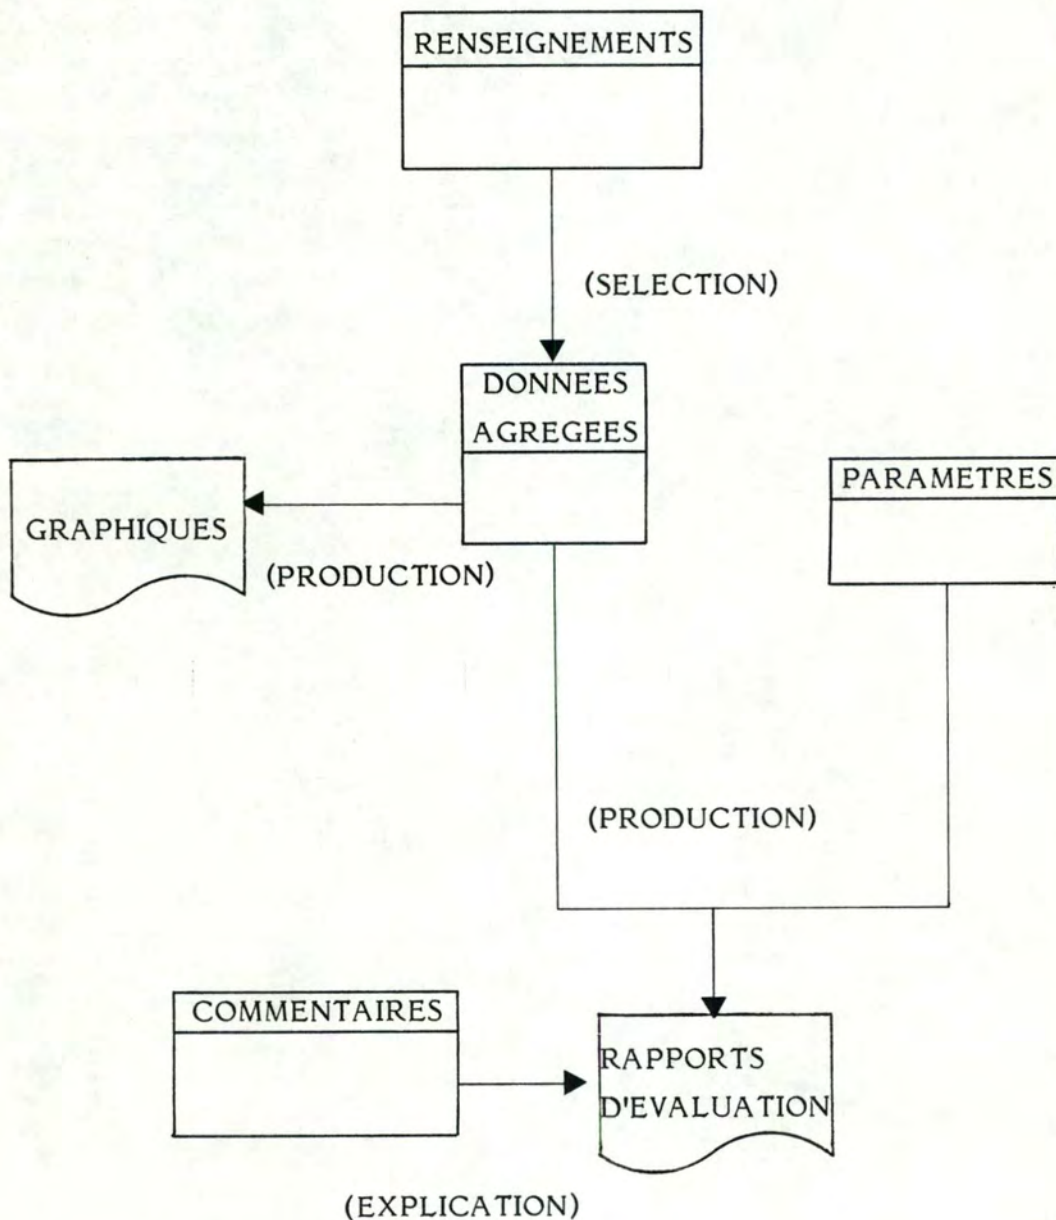 RENSEIGNEMENTS
(SELECTION)
DONNEES
AGREGEES
PARAMETRES
GRAPHIQUES
(PRODUCTION)
(PRODUCTION)
COMMENTAIRES
RAPPORTS
D'EVALUATION
(EXPLICATION)